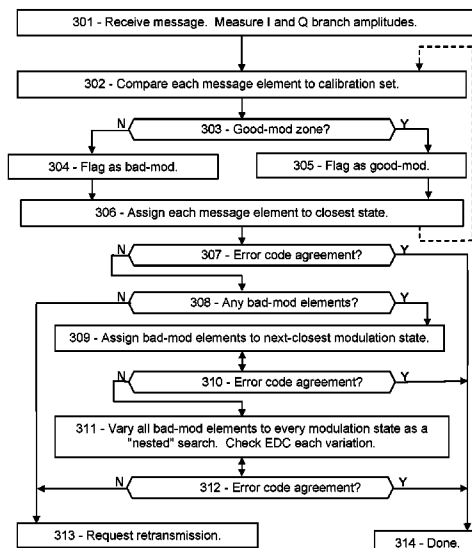 301 - Receive message. Measure I and Q branch amplitudes.
302 - Compare each message element to calibration set.
N
303 - Good-mod zone?
Y
304 - Flag as bad-mod.
305 - Flag as good-mod.
306 - Assign each message element to closest state.
N
307 - Error code agreement?
Y
N
308 - Any bad-mod elements?
Y
309 - Assign bad-mod elements to next-closest modulation state.
N
310 - Error code agreement?
Y
311 - Vary all bad-mod elements to every modulation state as a
"nested" search. Check EDC each variation.
N
312 - Error code agreement?
Y
313 - Request retransmission.
314 - Done.